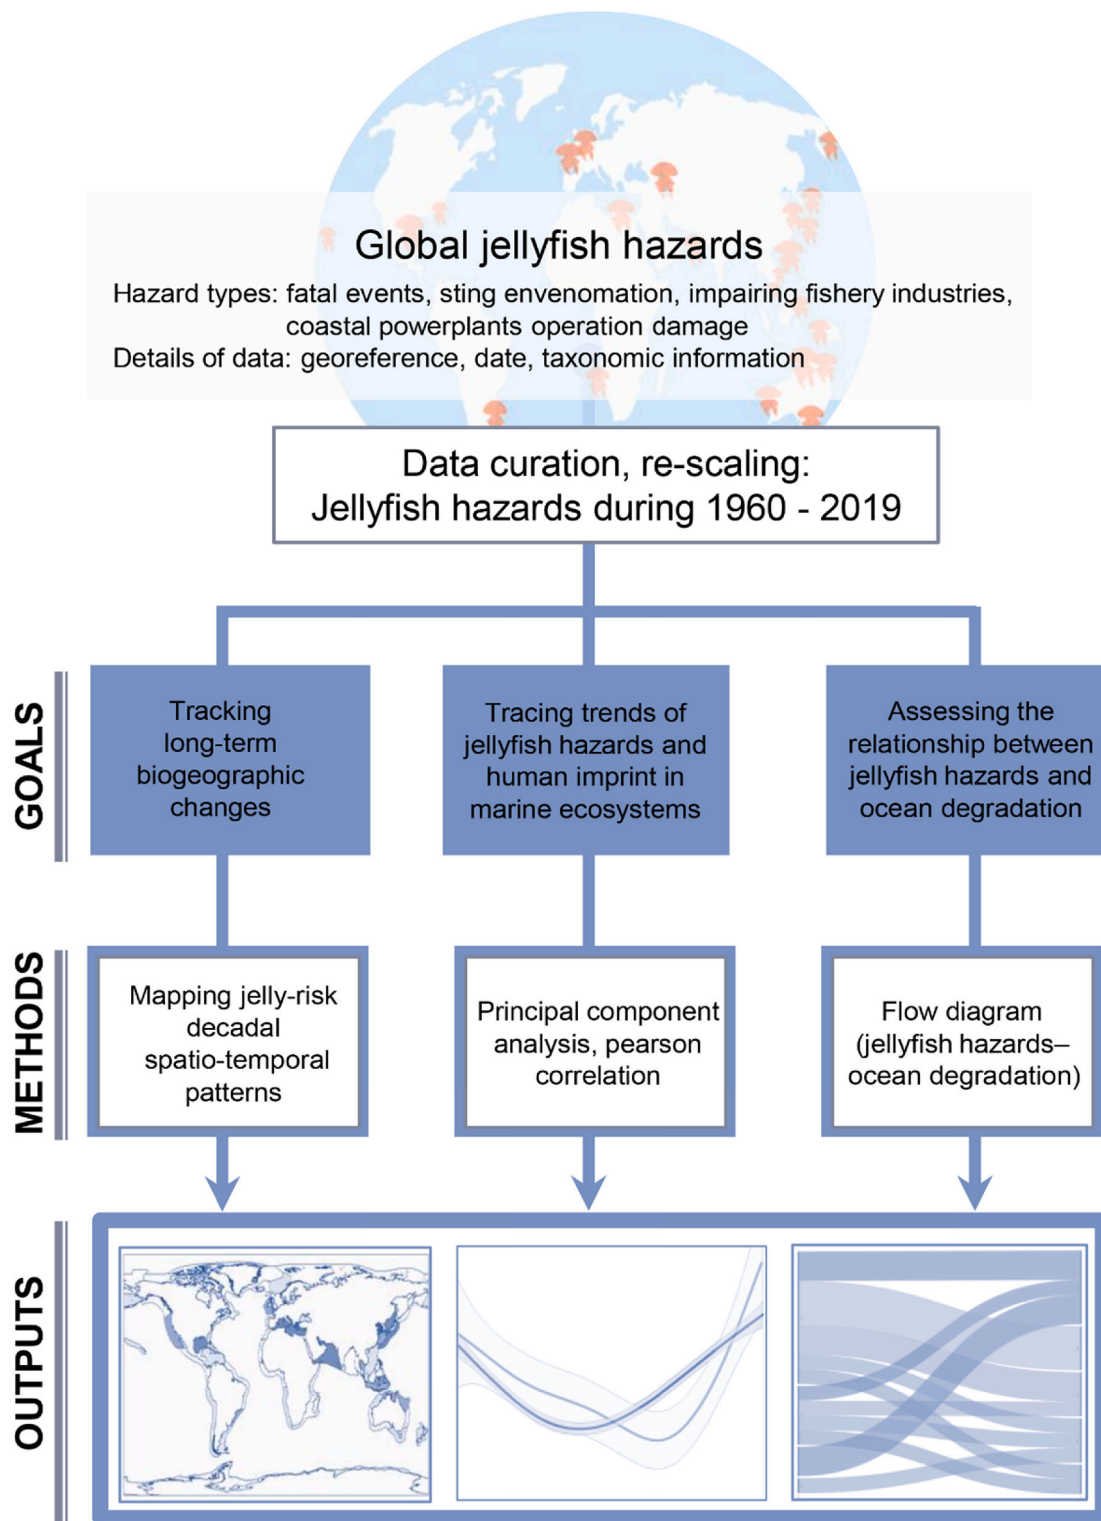 Global jellyfish hazards
Hazard types: fatal events, sting envenomation, impairing fishery industries,
coastal powerplants operation damage
Details of data: georeference, date, taxonomic information
Data curation, re-scaling:
Jellyfish hazards during 1960 - 2019
GOALS
Tracking
long-term
biogeographic
changes
Tracing trends of
jellyfish hazards and
human imprint in
marine ecosystems
Assessing the
relationship between
jellyfish hazards and
ocean degradation
METHODS
Mapping jelly-risk
decadal
spatio-temporal
patterns
Principal component
analysis, pearson
correlation
Flow diagram
(jellyfish hazards–
ocean degradation)
OUTPUTS